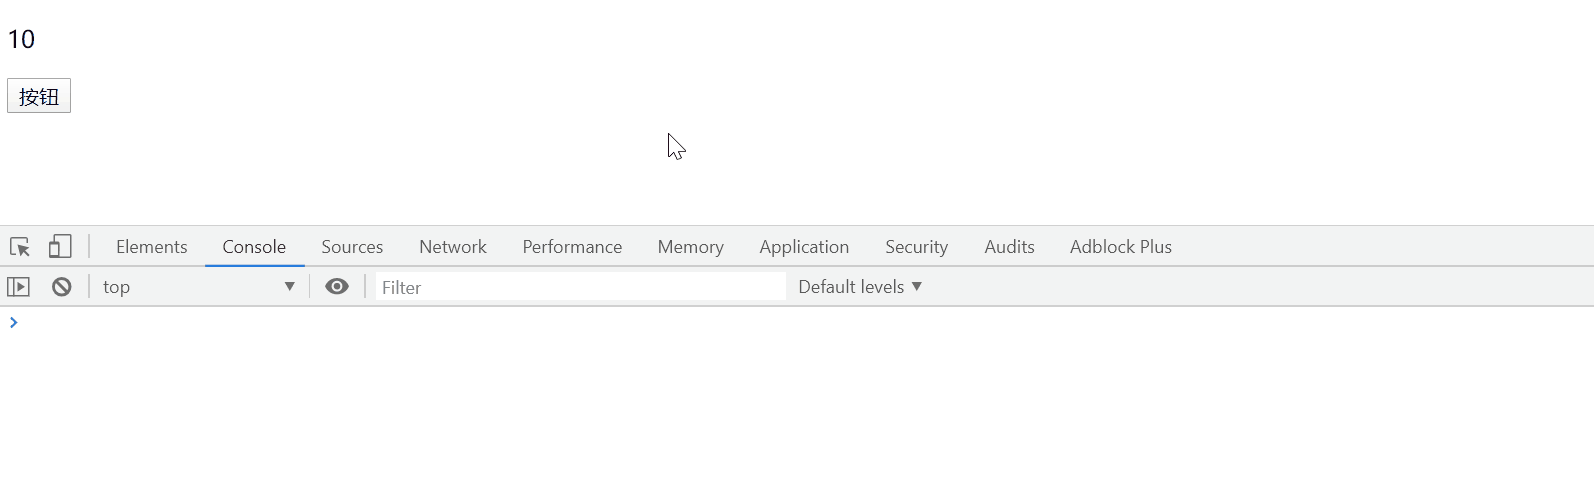 10
按钮
Elements Console Sources Network Performance Memory Application Security Audits Adblock Plus
top Filter Default levels